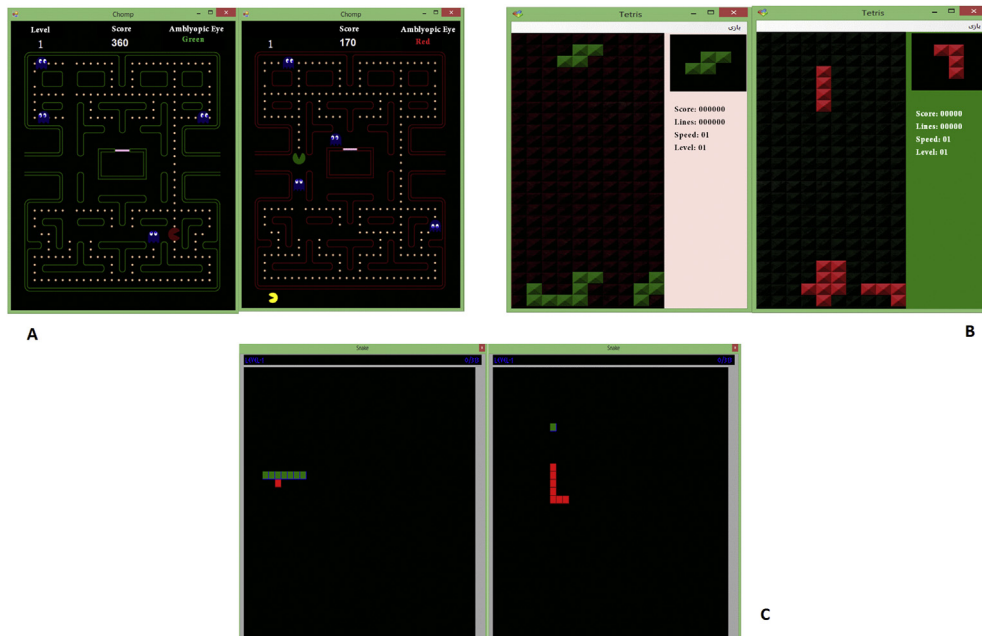 Chomp
Level Score Amblyopic Eye
1 360 Green
Chomp
Score Amblyopic Eye
1 170 Red
A
Tetris
بازی
Score: 000000
Lines: 000000
Speed: 01
Level: 01
Tetris
بازی
Score: 00000
Lines: 00000
Speed: 01
Level: 01
B
Snake
Snake
C